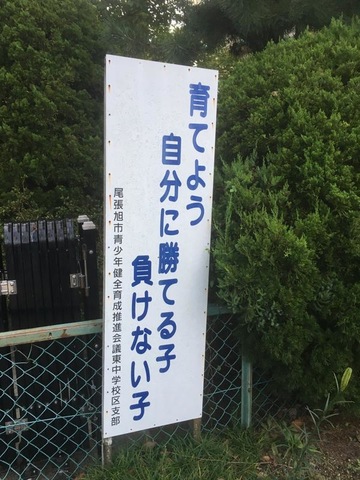 育てよう
自分に勝てる子
負けない子
尾張旭市青少年健全育成推進会議東中学校区支部